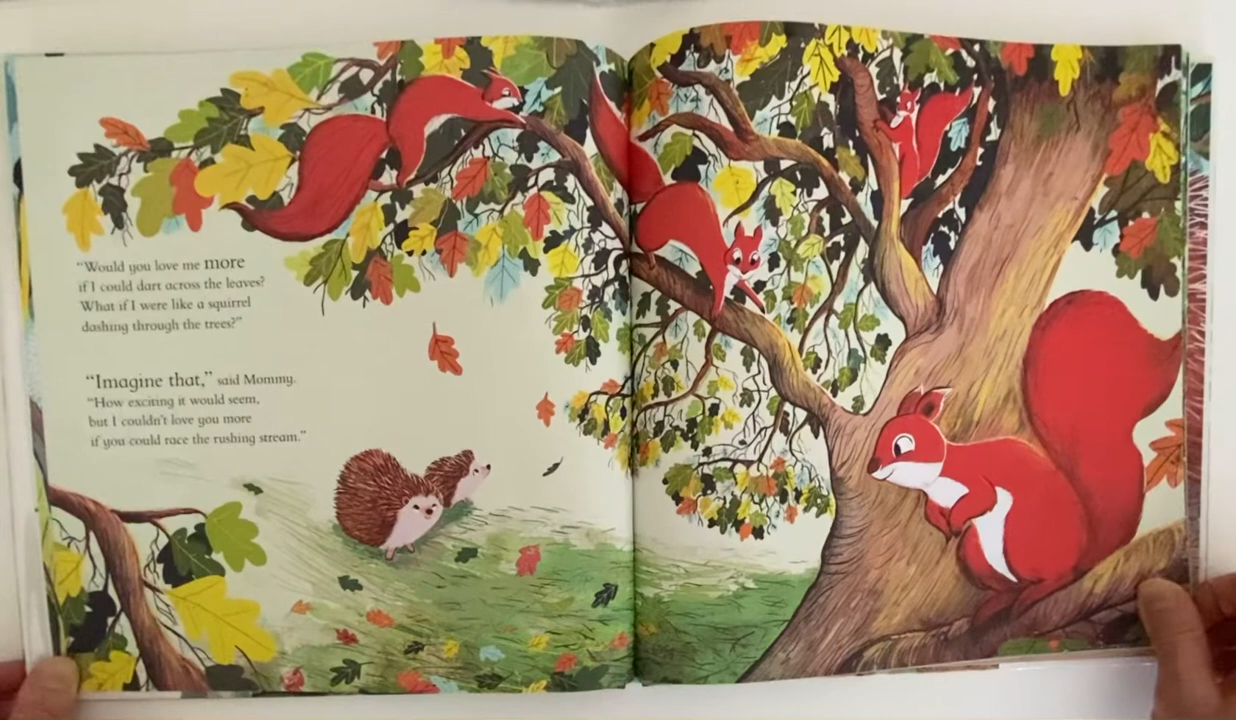 “Would you love me more
if I could dart across the leaves?
What if I were like a squirrel
dashing through the trees?”
“Imagine that,” said Mommy.
“How exciting it would seem,
but I couldn’t love you more
if you could race the rushing stream.”